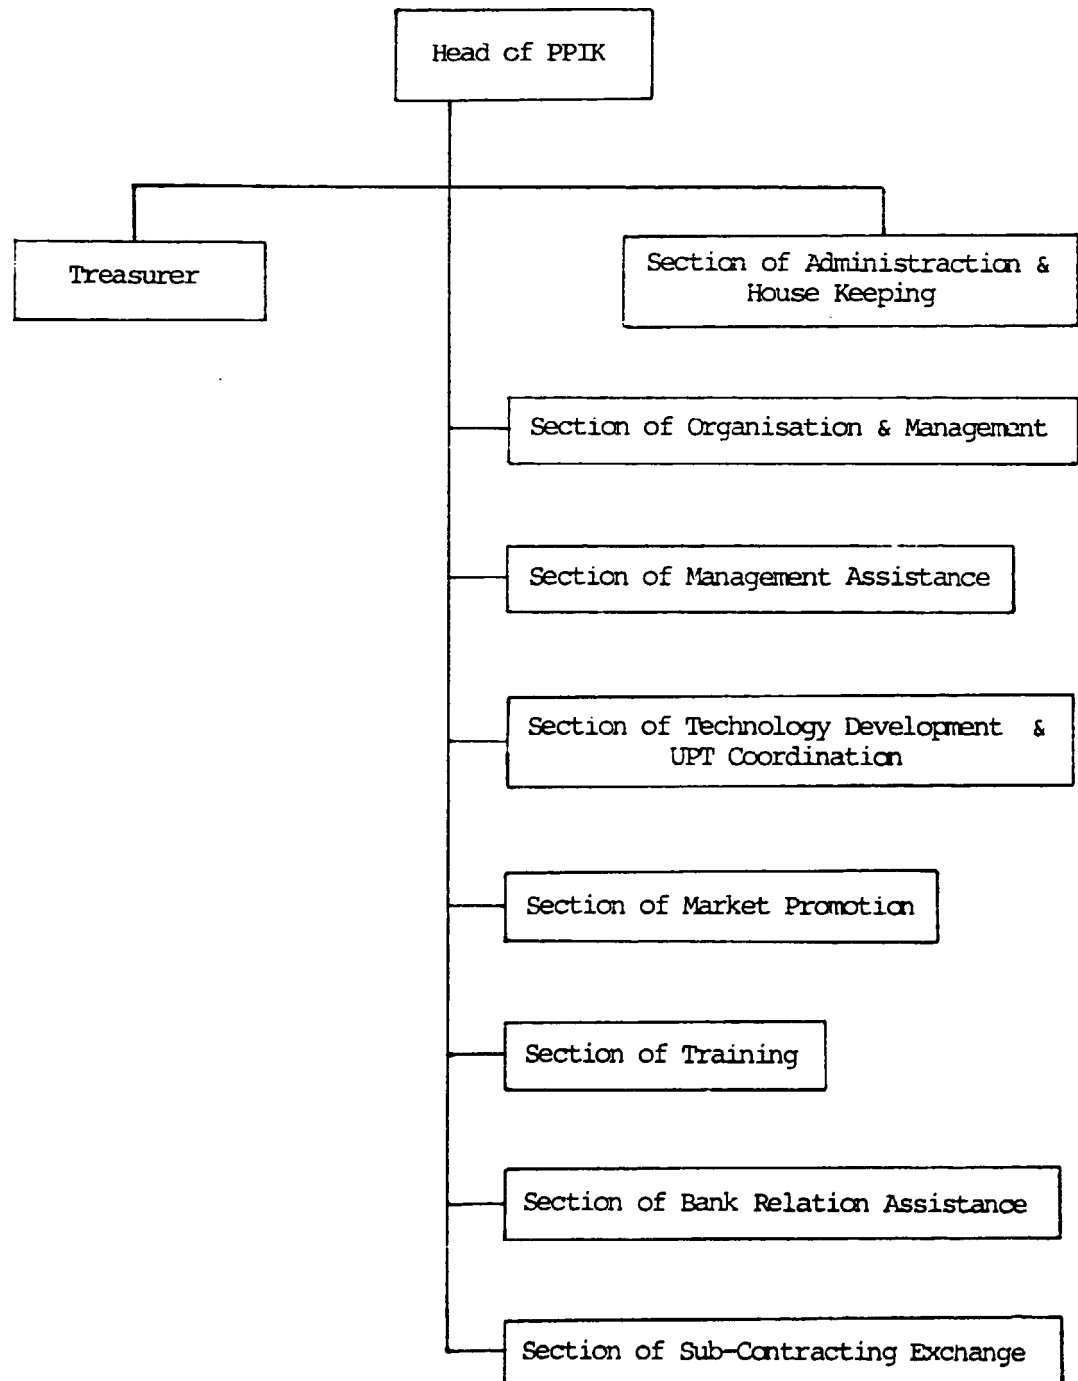 Head of PPIK
Treasurer
Section of Administraction &
House Keeping
Section of Organisation & Management
Section of Management Assistance
Section of Technology Development &
UPT Coordination
Section of Market Promotion
Section of Training
Section of Bank Relation Assistance
Section of Sub-Contracting Exchange